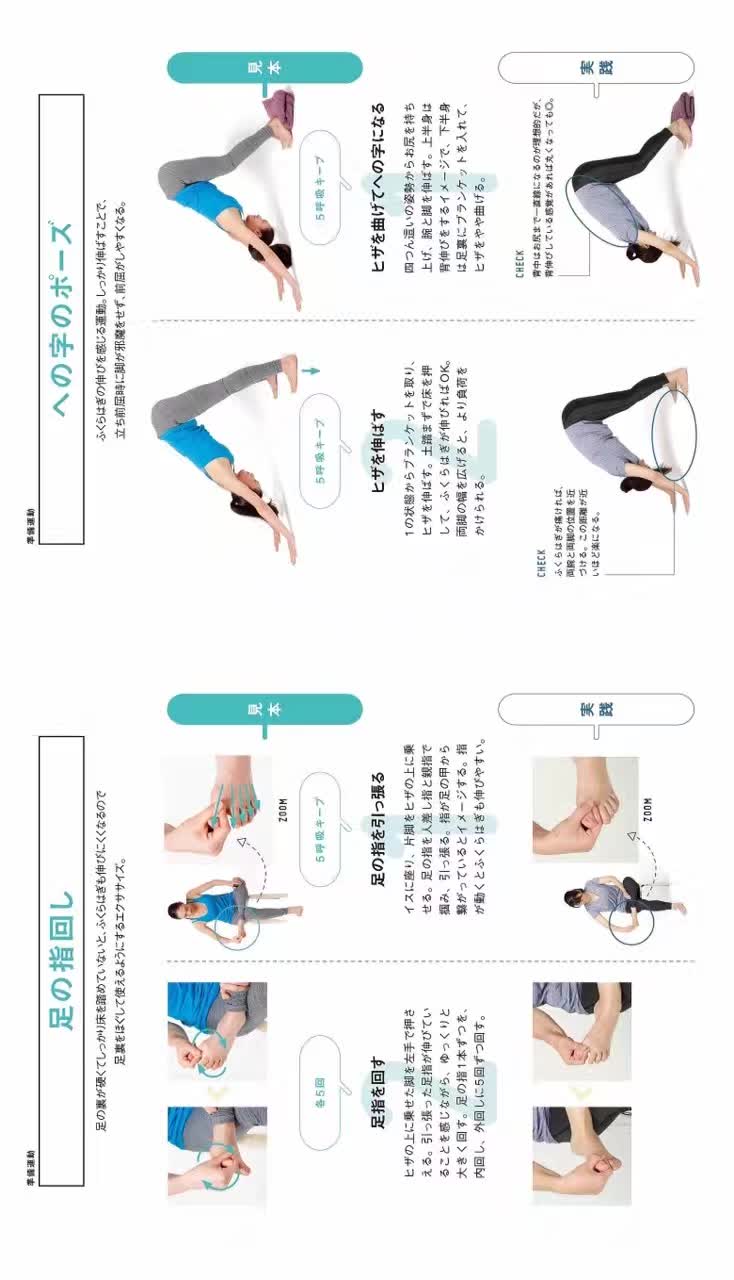 準備運動
への字のポーズ
ふくらはぎの伸びを感じる運動。しっかり伸ばすことで、
立ち前屈時に脚が邪魔をせず、前屈がしやすくなる。
見本
5呼吸キープ
1
ヒザを曲げてへの字になる
四つん這いの姿勢からお尻を持ち
上げ、腕と脚を伸ばす。上半身は
背伸びをするイメージで、下半身
は足裏にブランケットを入れて、
ヒザをやや曲げる。
実践
CHECK
背中はお尻まで一直線になるのが理想的だが、
背伸びしている感覚があれば丸くなっても〇。
5呼吸キープ
2
ヒザを伸ばす
1の状態からブランケットを取り、
ヒザを伸ばす。土踏まずで床を押
して、ふくらはぎが伸びればOK。
両脚の幅を広げると、より負荷を
かけられる。
CHECK
ふくらはぎが痛ければ、
両腕と両脚の位置を近
づける。この距離が近
いほど楽になる。
準備運動
足の指回し
足の裏が硬くてしっかり床を踏めていないと、ふくらはぎも伸びにくくなるので
足裏をほぐして使えるようにするエクササイズ。
見本
ZOOM
5呼吸キープ
1
足の指を引っ張る
イスに座り、片脚をヒザの上に乗
せる。足の指を人差し指と親指で
掴み、引っ張る。指が足の甲から
繋がっているとイメージする。指
が動くとふくらはぎも伸びやすい。
実践
ZOOM
各5回
2
足指を回す
ヒザの上に乗せた脚を左手で押さ
える。引っ張った足指が伸びてい
ることを感じながら、ゆっくりと
大きく回す。足の指1本ずつを、
内回し、外回しに5回ずつ回す。